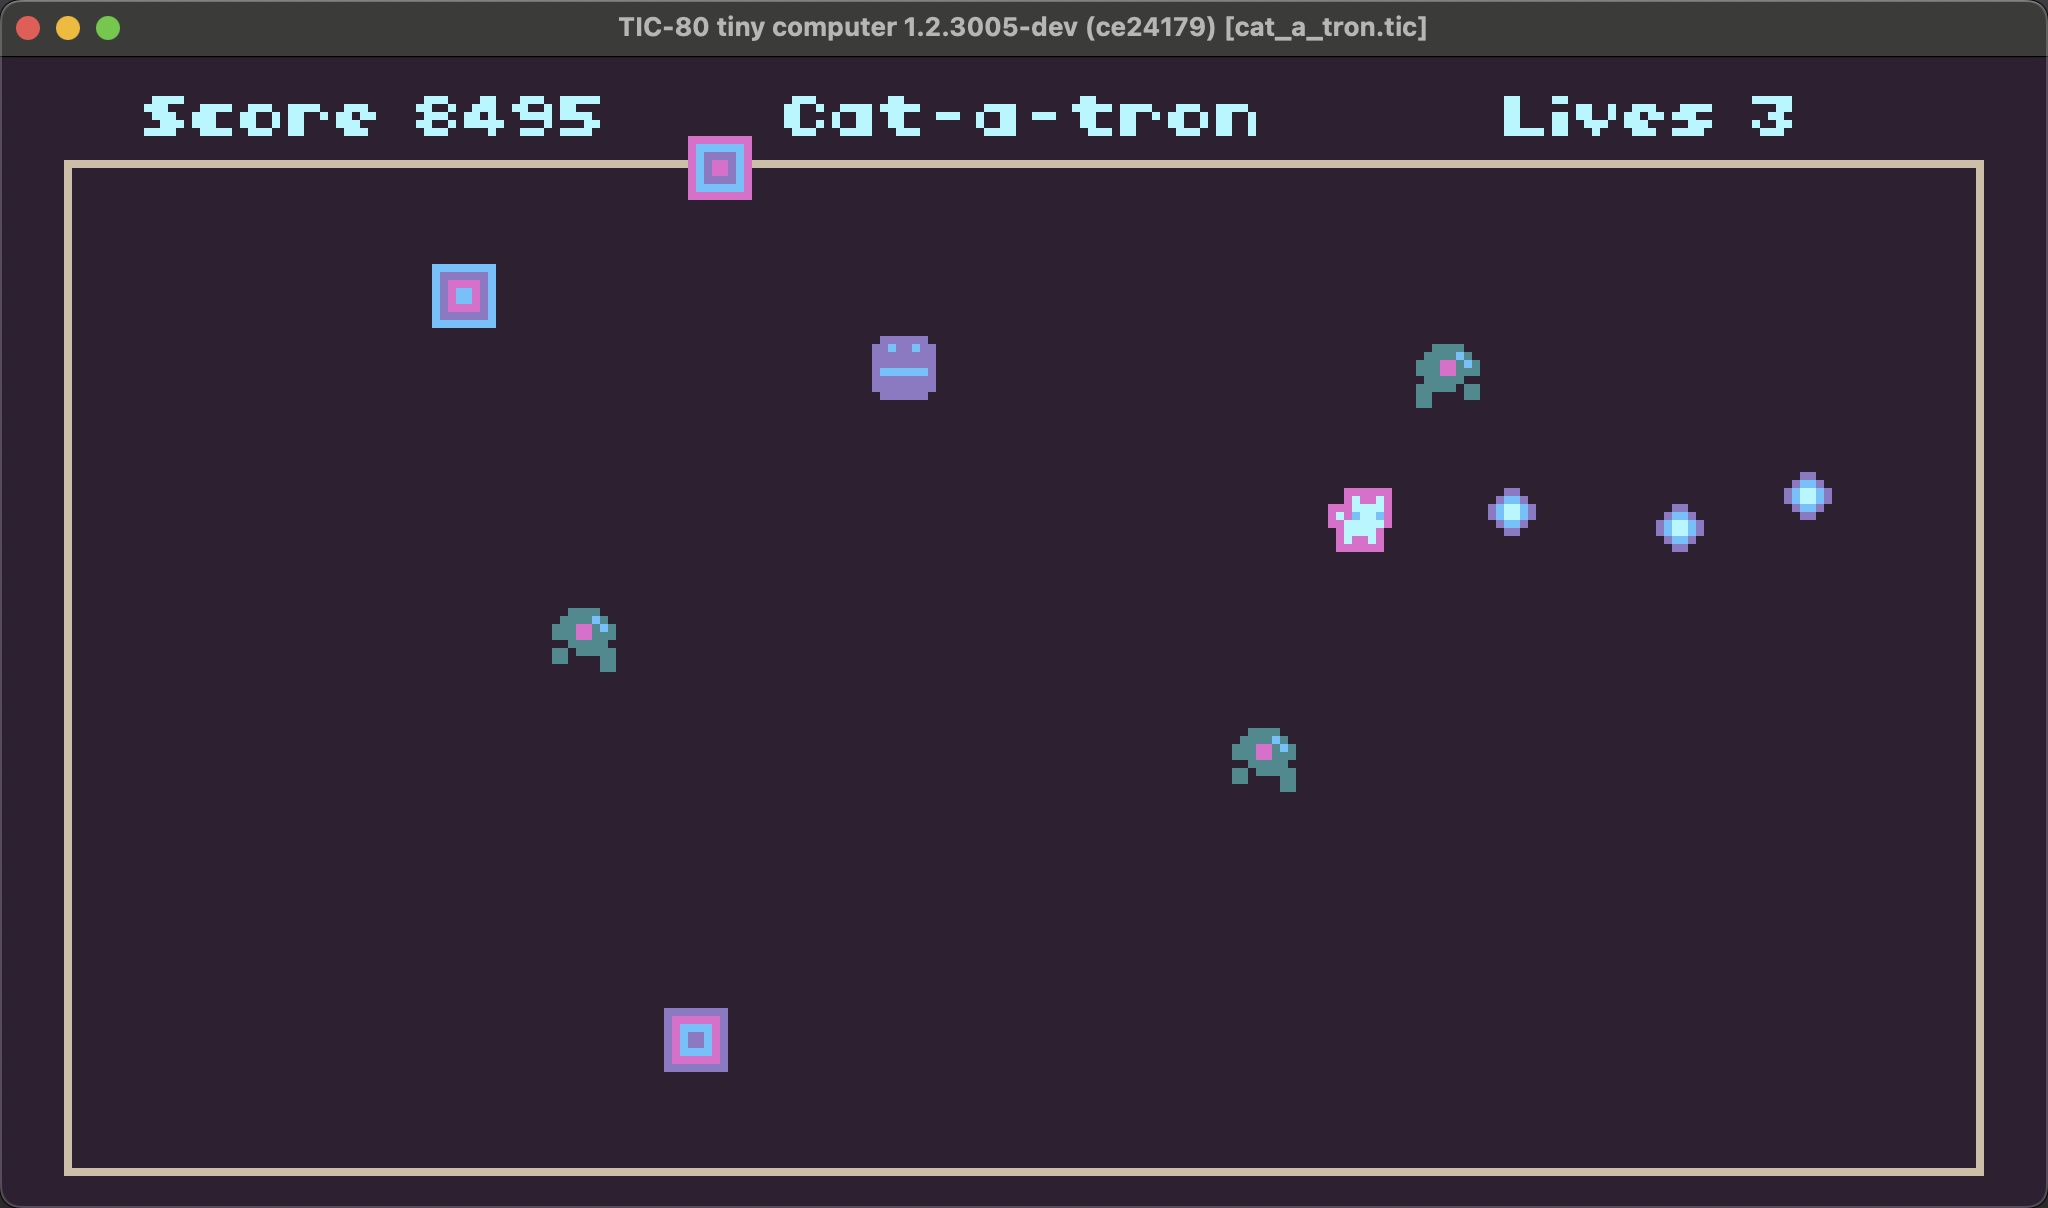 TIC-80 tiny computer 1.2.3005-dev (ce24179) [cat_a_tron.tic]
Score 8495 Cat-a-tron Lives 3